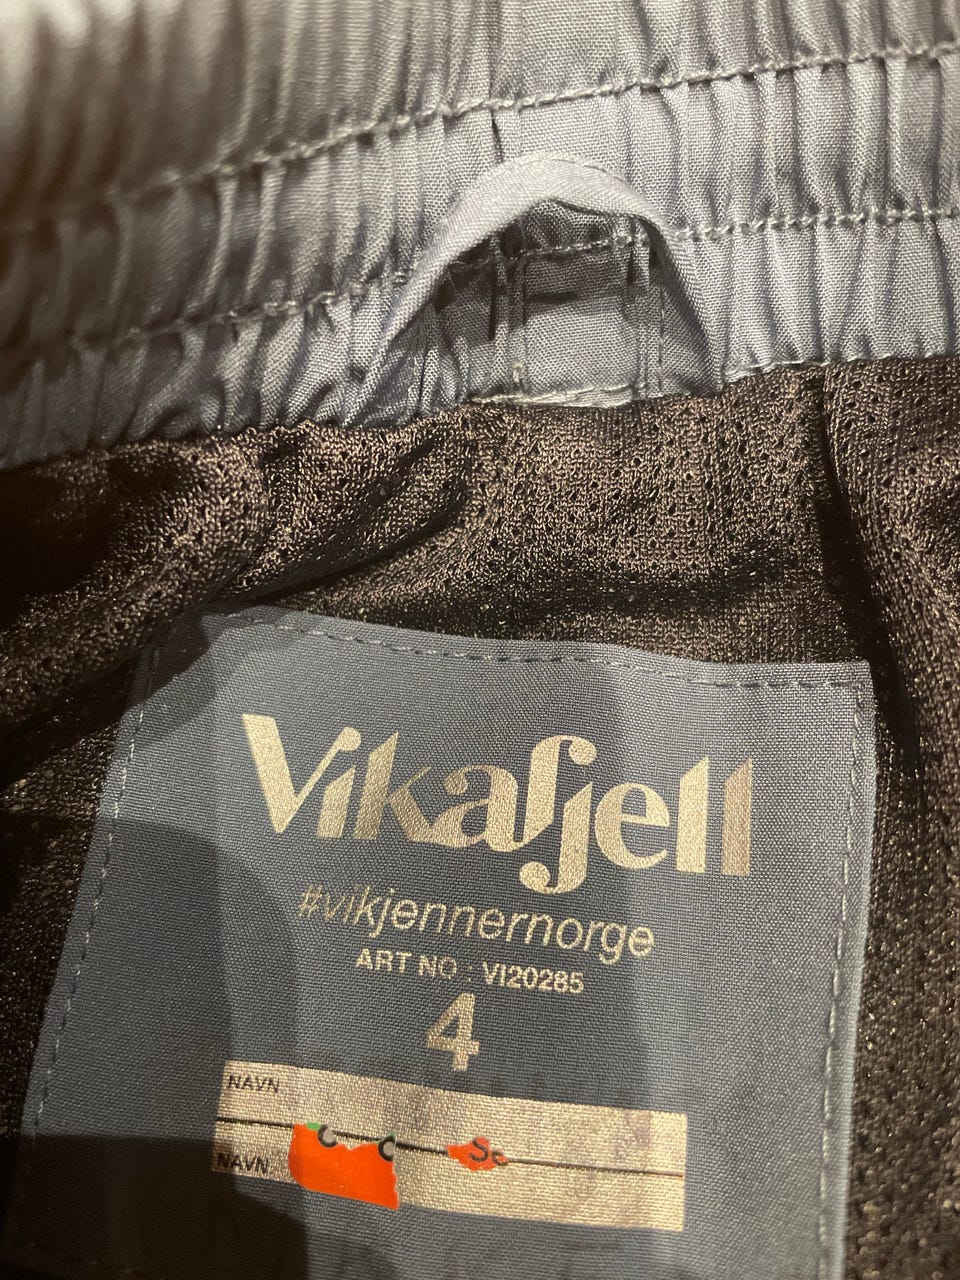 Vikafjell
#vikjennernorge
ART NO : VI20285
4
NAVN
NAVN